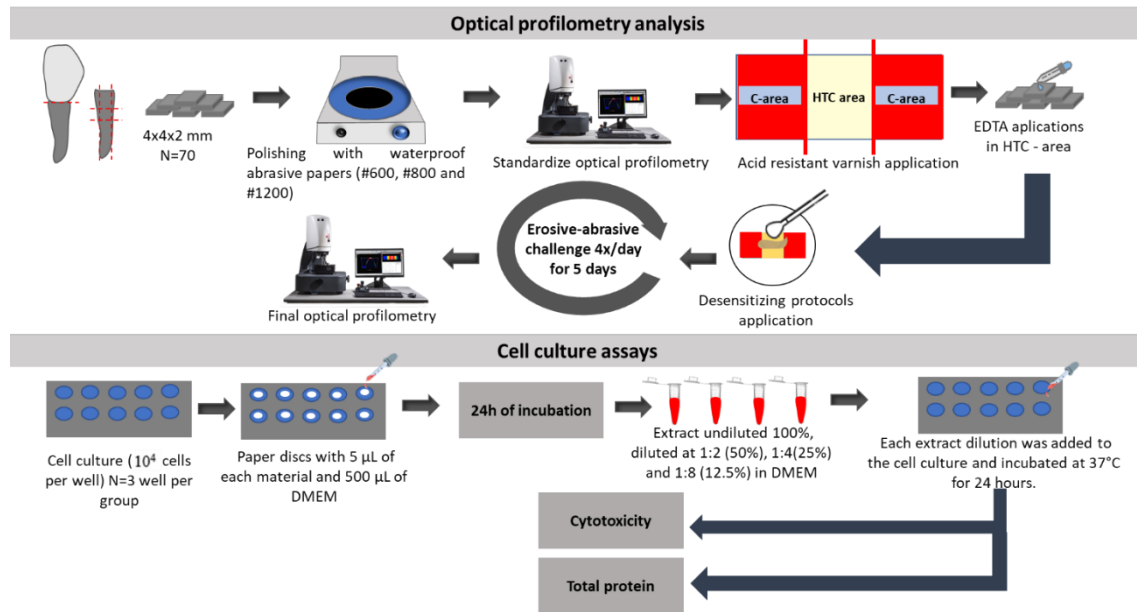 Optical profilometry analysis
4x4x2 mm
N=70
Polishing with waterproof
abrasive papers (#600, #800 and
#1200)
Standardize optical profilometry
C-area
HTC area
C-area
Acid resistant varnish application
EDTA aplications
in HTC - area
Desensitizing protocols
application
Erosive-abrasive
challenge 4x/day
for 5 days
Final optical profilometry
Cell culture assays
Cell culture (10⁴ cells
per well) N=3 well per
group
Paper discs with 5 µL of
each material and 500 µL of
DMEM
24h of incubation
Extract undiluted 100%,
diluted at 1:2 (50%), 1:4(25%)
and 1:8 (12.5%) in DMEM
Each extract dilution was added to
the cell culture and incubated at 37°C
for 24 hours.
Cytotoxicity
Total protein